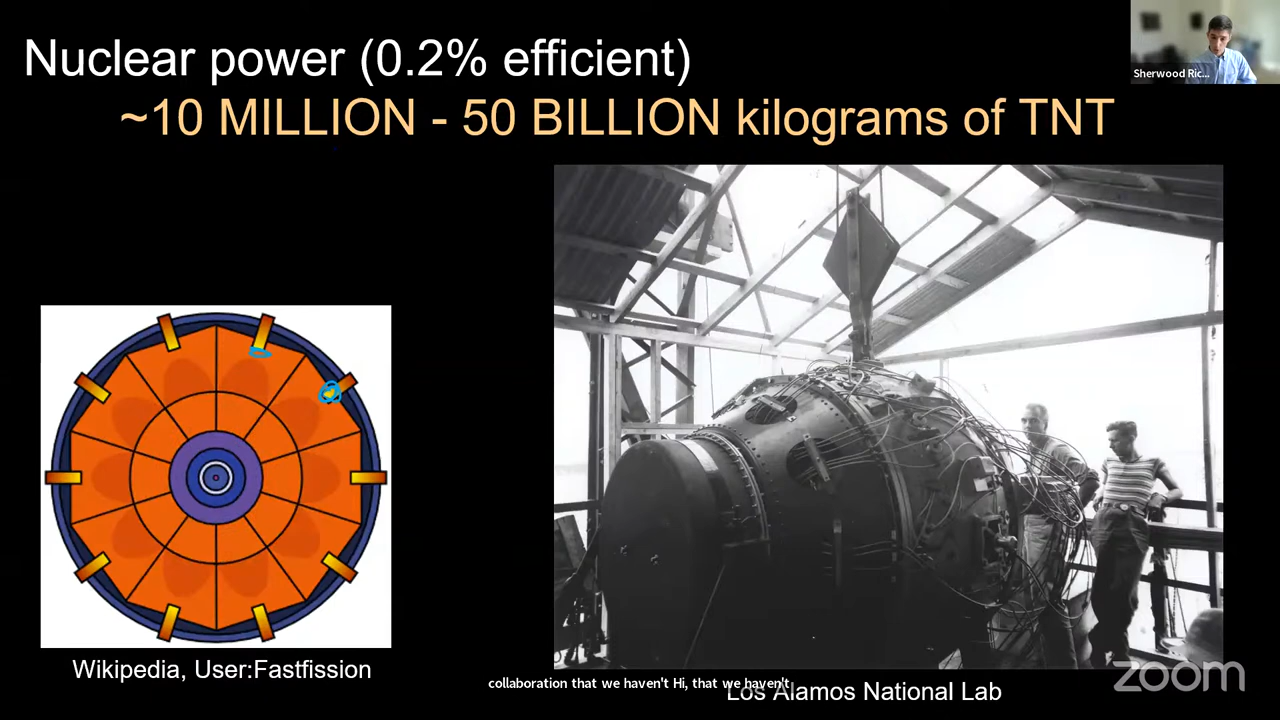 Nuclear power (0.2% efficient)
~10 MILLION - 50 BILLION kilograms of TNT
Sherwood Ric...
Wikipedia, User:Fastfission
collaboration that we haven't Hi, that we haven't
Los Alamos National Lab
zoom